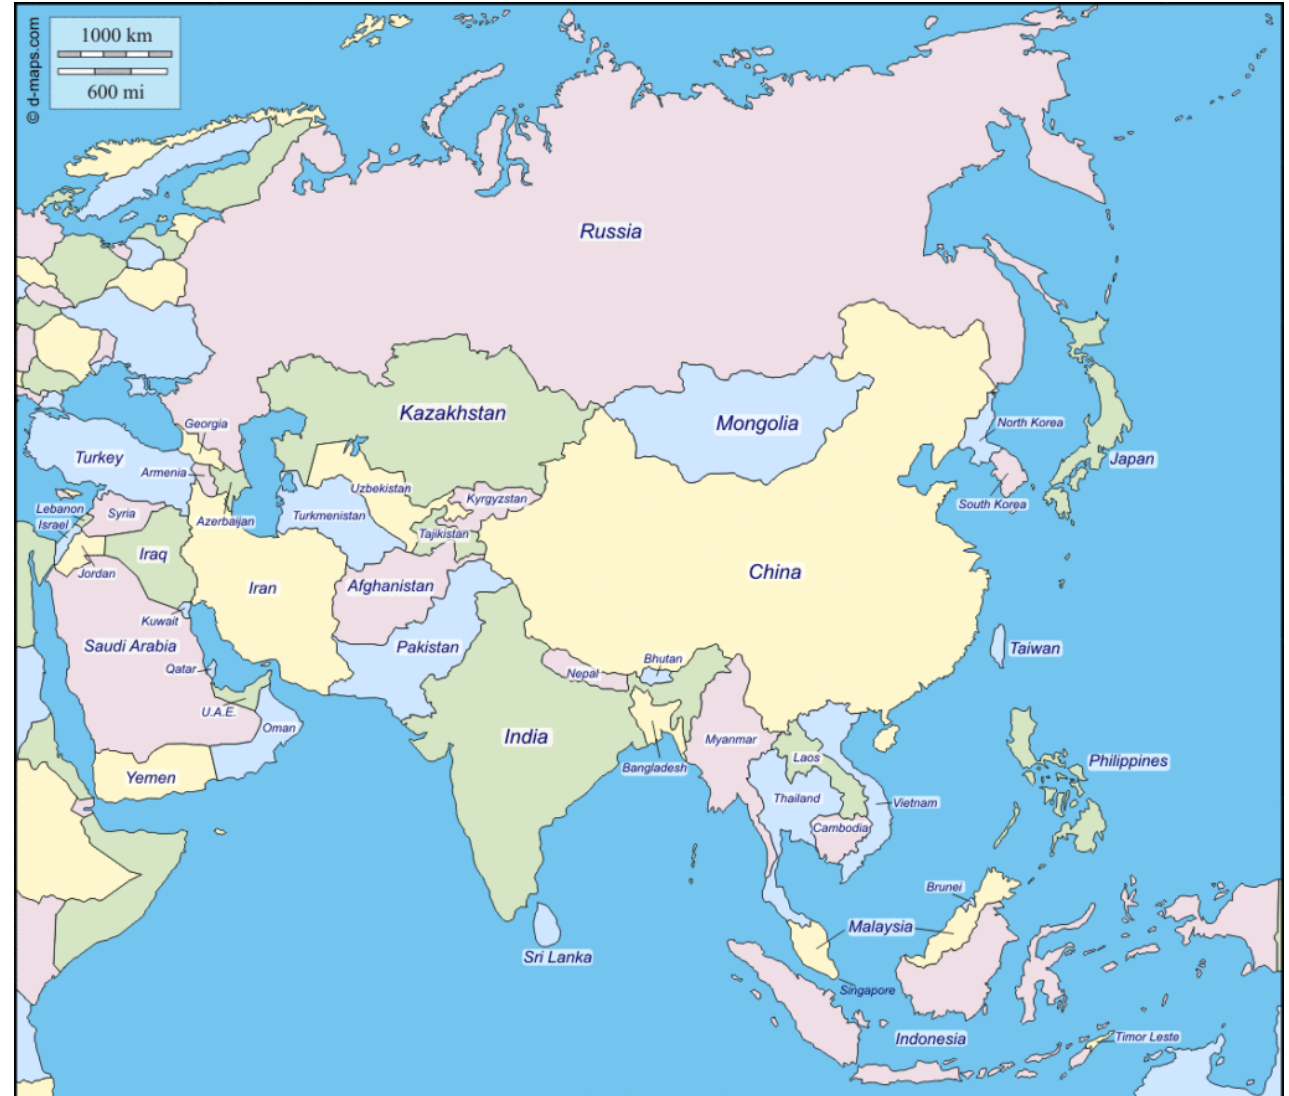 1000 km
600 mi
© d-maps.com
Russia
Kazakhstan
Mongolia
Georgia
North Korea
Turkey
Japan
Armenia
Uzbekistan
Kyrgyzstan
South Korea
Lebanon
Syria
Turkmenistan
Israel
Azerbaijan
Tajikistan
Iraq
Jordan
Iran
Afghanistan
China
Kuwait
Saudi Arabia
Pakistan
Taiwan
Bhutan
Qatar
Nepal
U.A.E.
Oman
India
Myanmar
Laos
Philippines
Yemen
Bangladesh
Thailand
Vietnam
Cambodia
Brunei
Malaysia
Sri Lanka
Singapore
Indonesia
Timor Leste